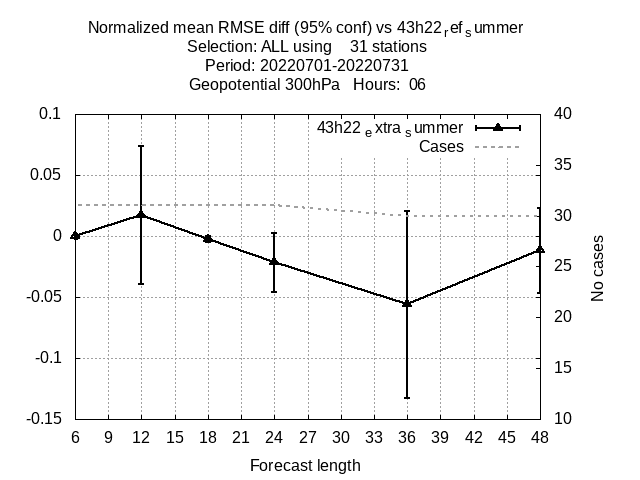 Normalized mean RMSE diff (95% conf) vs 43h22refsummer
Selection: ALL using    31 stations
Period: 20220701-20220731
Geopotential 300hPa   Hours:  06
43h22extrasummer
Cases
0.1
0.05
0
-0.05
-0.1
-0.15
40
35
30
25
20
15
10
No cases
6 9 12 15 18 21 24 27 30 33 36 39 42 45 48
Forecast length